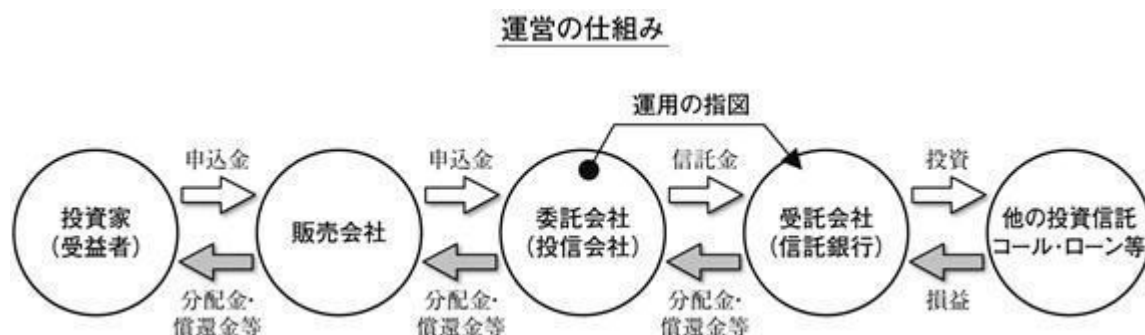 運営の仕組み
運用の指図
申込金
申込金
信託金
投資
投資家
（受益者）
販売会社
委託会社
（投信会社）
受託会社
（信託銀行）
他の投資信託
コール・ローン等
分配金・
償還金等
分配金・
償還金等
分配金・
償還金等
損益